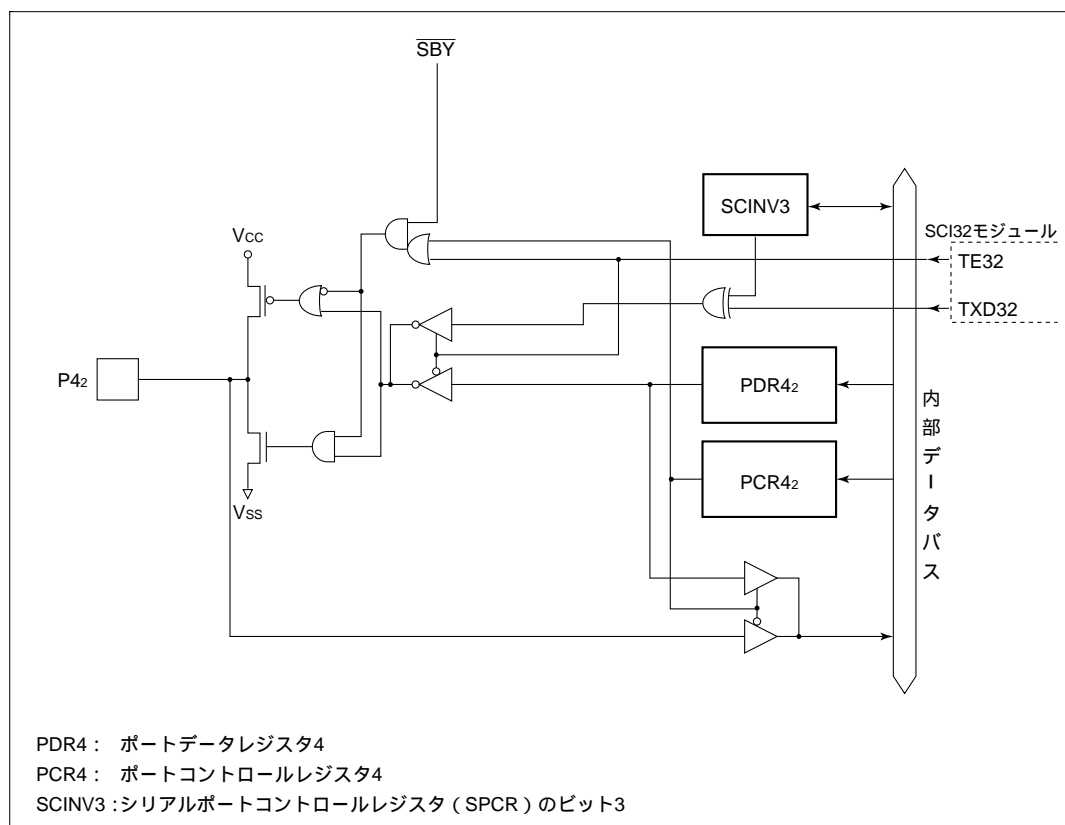 SBY
SCINV3
SCI32モジュール
VCC
TE32
TXD32
P42
PDR42
PCR42
内部データバス
VSS
PDR4： ポートデータレジスタ4
PCR4： ポートコントロールレジスタ4
SCINV3：シリアルポートコントロールレジスタ（SPCR）のビット3